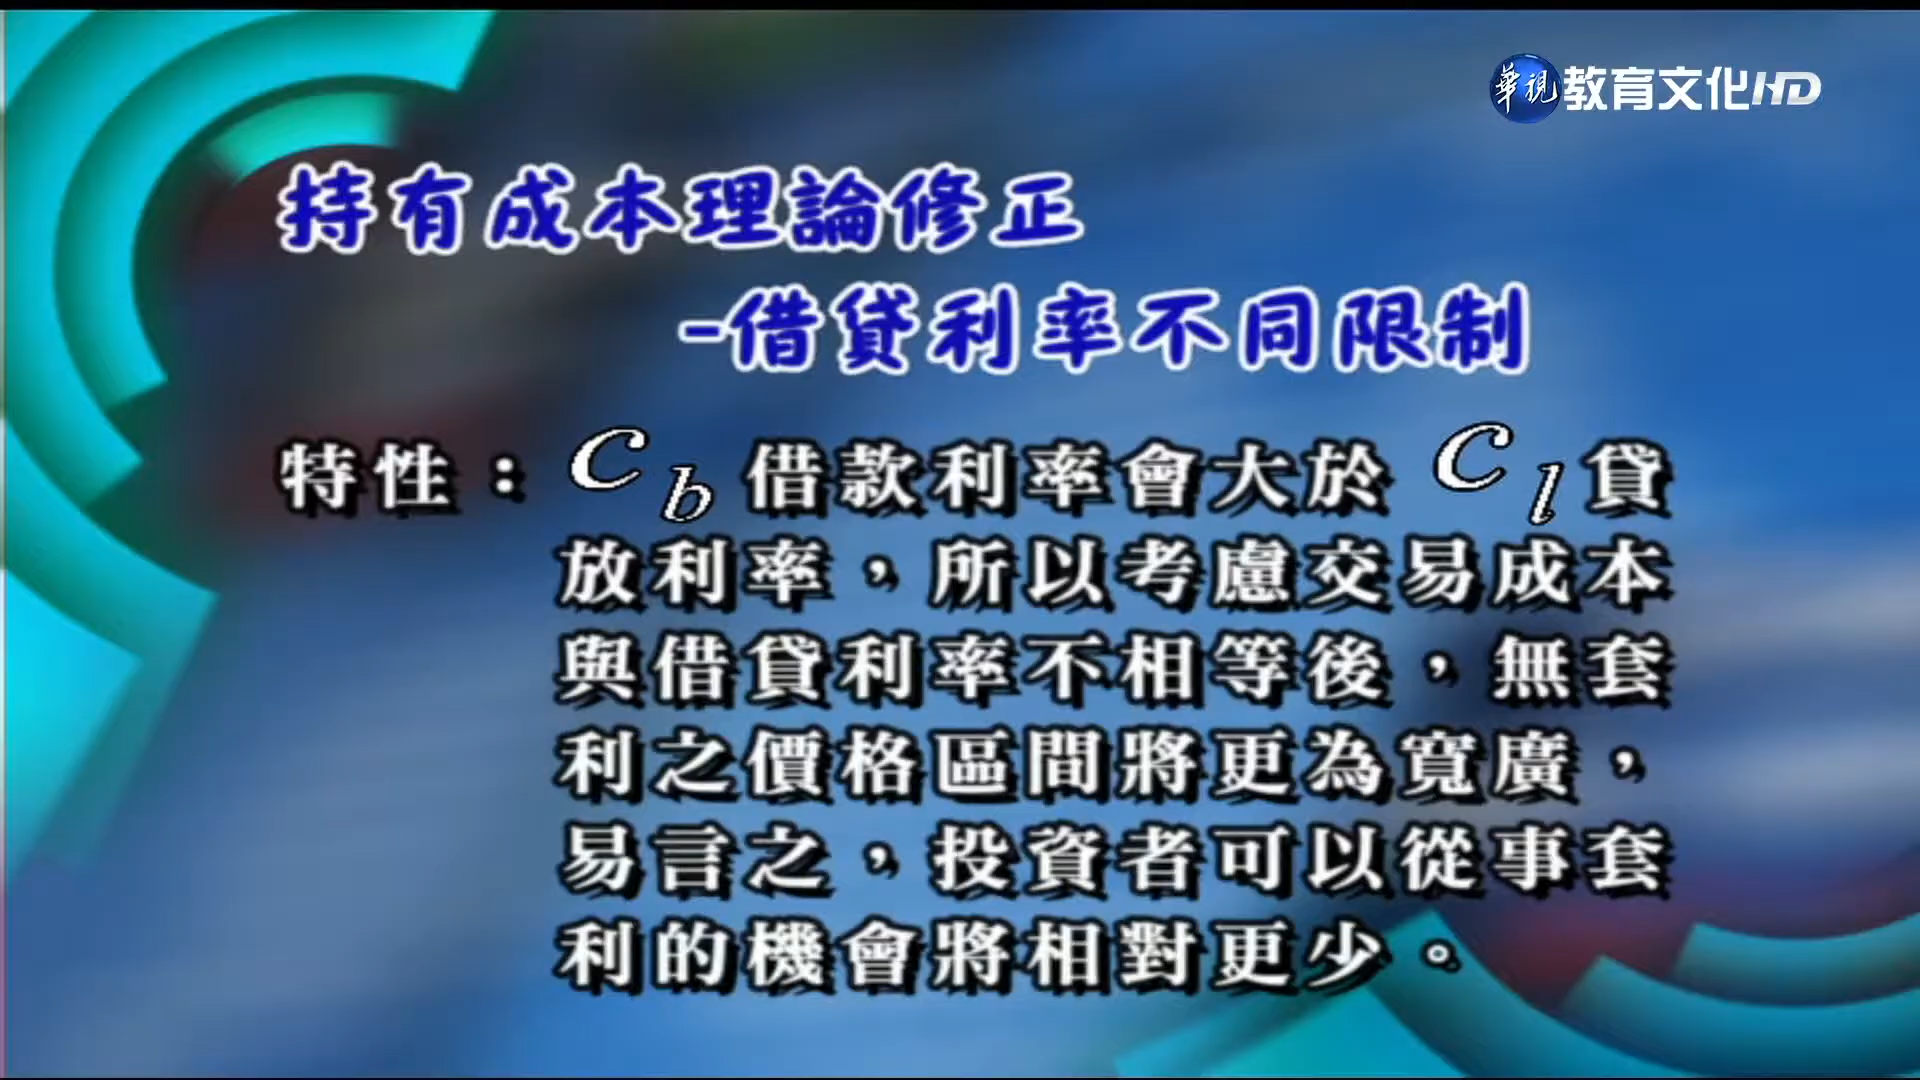 華視 教育文化HD
持有成本理論修正
-借貸利率不同限制
特性：c_b借款利率會大於 c_l貸
放利率，所以考慮交易成本
與借貸利率不相等後，無套
利之價格區間將更為寬廣，
易言之，投資者可以從事套
利的機會將相對更少。